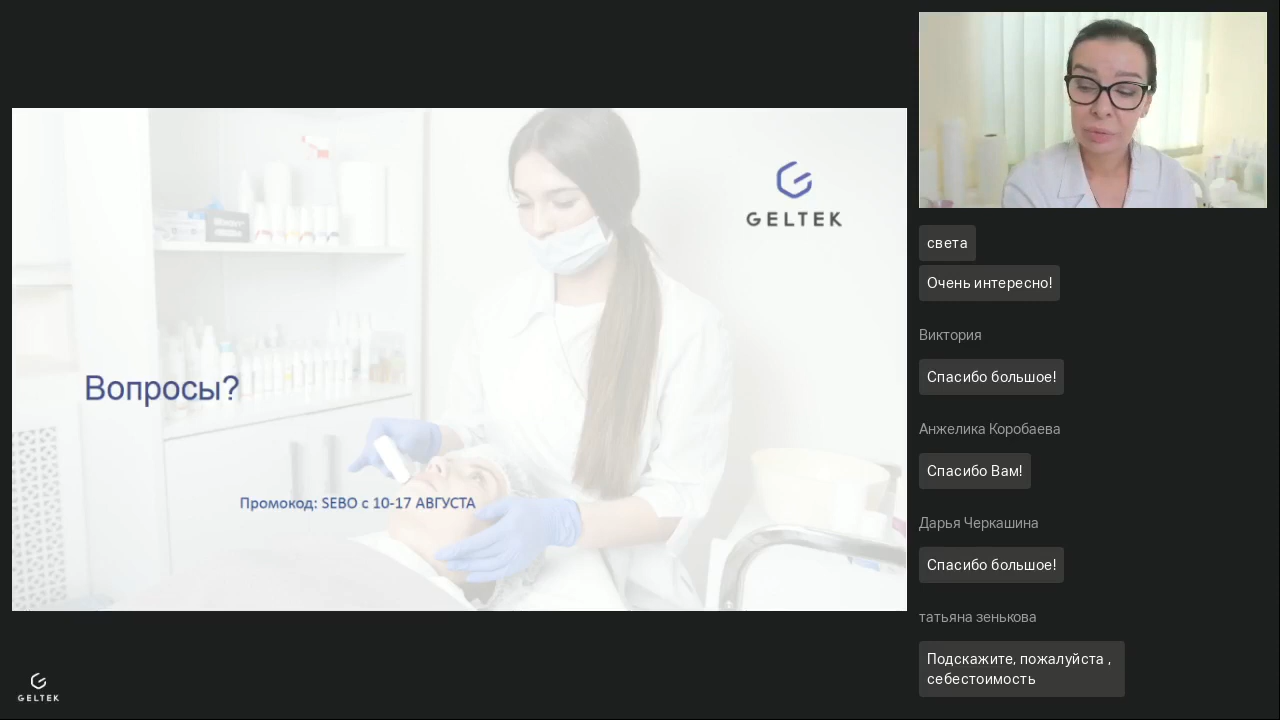 GELTEK
Вопросы?
Промокод: SEBO с 10-17 АВГУСТА
GELTEK
света
Очень интересно!
Виктория
Спасибо большое!
Анжелика Коробаева
Спасибо Вам!
Дарья Черкашина
Спасибо большое!
татьяна зенькова
Подскажите, пожалуйста ,
себестоимость